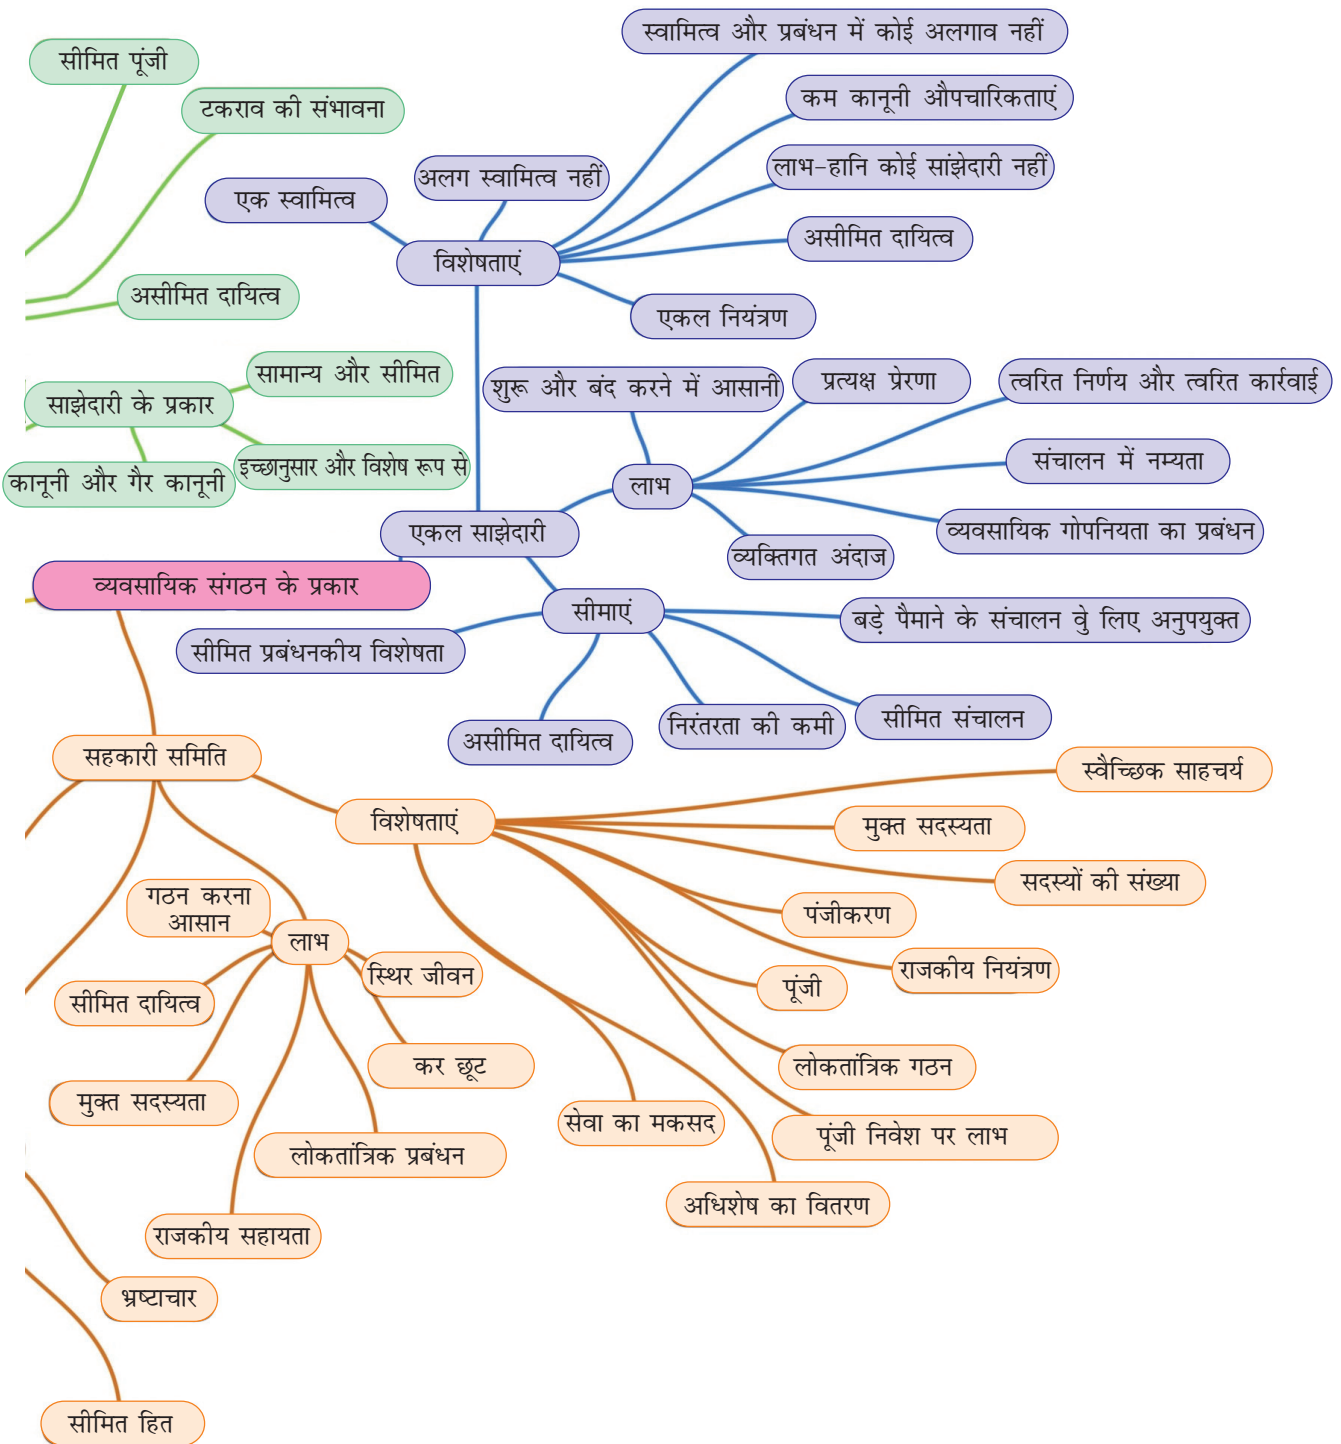 स्वामित्व और प्रबंधन में कोई अलगाव नहीं
सीमित पूंजी
कम कानूनी औपचारिकताएं
टकराव की संभावना
लाभ-हानि कोई सांझेदारी नहीं
अलग स्वामित्व नहीं
एक स्वामित्व
असीमित दायित्व
विशेषताएं
असीमित दायित्व
एकल नियंत्रण
सामान्य और सीमित
शुरू और बंद करने में आसानी
प्रत्यक्ष प्रेरणा
त्वरित निर्णय और त्वरित कार्रवाई
साझेदारी के प्रकार
इच्छानुसार और विशेष रूप से
संचालन में नम्यता
कानूनी और गैर कानूनी
लाभ
एकल साझेदारी
व्यवसायिक गोपनियता का प्रबंधन
व्यक्तिगत अंदाज
व्यवसायिक संगठन के प्रकार
सीमाएं
बड़े पैमाने के संचालन वुे लिए अनुपयुक्त
सीमित प्रबंधनकीय विशेषता
असीमित दायित्व
निरंतरता की कमी
सीमित संचालन
सहकारी समिति
स्वैच्छिक साहचर्य
विशेषताएं
मुक्त सदस्यता
सदस्यों की संख्या
गठन करना
आसान
पंजीकरण
लाभ
स्थिर जीवन
राजकीय नियंत्रण
पूंजी
सीमित दायित्व
कर छूट
लोकतांत्रिक गठन
मुक्त सदस्यता
सेवा का मकसद
पूंजी निवेश पर लाभ
लोकतांत्रिक प्रबंधन
अधिशेष का वितरण
राजकीय सहायता
भ्रष्टाचार
सीमित हित